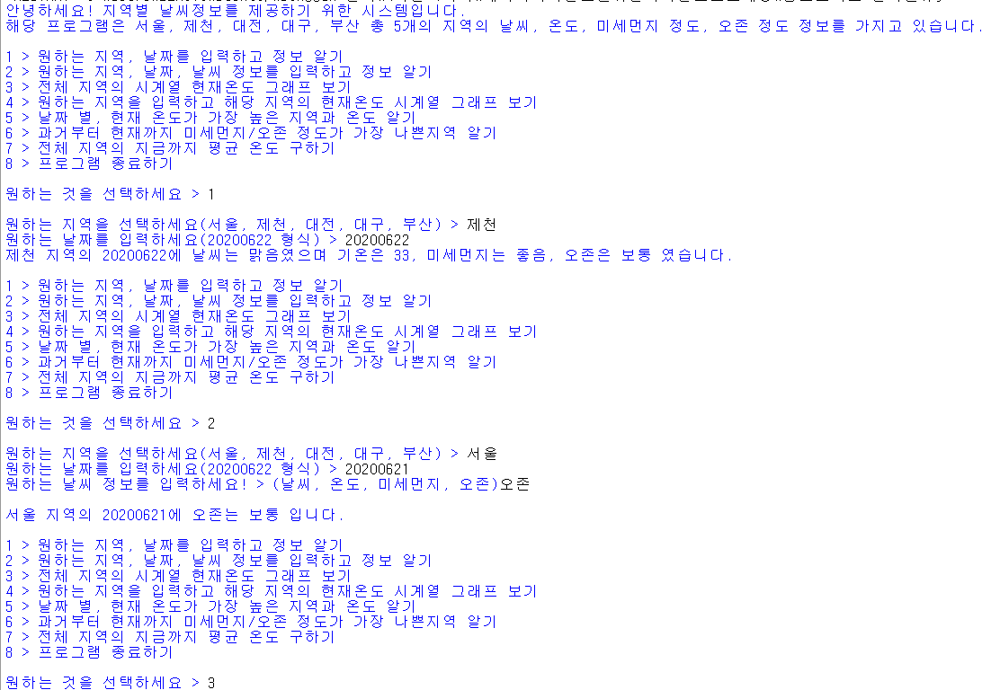 안녕하세요! 지역별 날씨정보를 제공하기 위한 시스템입니다.
해당 프로그램은 서울, 제천, 대전, 대구, 부산 총 5개의 지역의 날씨, 온도, 미세먼지 정도, 오존 정도 정보를 가지고 있습니다.
1 > 원하는 지역, 날짜를 입력하고 정보 알기
2 > 원하는 지역, 날짜, 날씨 정보를 입력하고 정보 알기
3 > 전체 지역의 시계열 현재온도 그래프 보기
4 > 원하는 지역을 입력하고 해당 지역의 현재온도 시계열 그래프 보기
5 > 날짜 별, 현재 온도가 가장 높은 지역과 온도 알기
6 > 과거부터 현재까지 미세먼지/오존 정도가 가장 나쁜지역 알기
7 > 전체 지역의 지금까지 평균 온도 구하기
8 > 프로그램 종료하기
원하는 것을 선택하세요 > 1
원하는 지역을 선택하세요(서울, 제천, 대전, 대구, 부산) > 제천
원하는 날짜를 입력하세요(20200622 형식) > 20200622
제천 지역의 20200622에 날씨는 맑음였으며 기온은 33, 미세먼지는 좋음, 오존은 보통 였습니다.
1 > 원하는 지역, 날짜를 입력하고 정보 알기
2 > 원하는 지역, 날짜, 날씨 정보를 입력하고 정보 알기
3 > 전체 지역의 시계열 현재온도 그래프 보기
4 > 원하는 지역을 입력하고 해당 지역의 현재온도 시계열 그래프 보기
5 > 날짜 별, 현재 온도가 가장 높은 지역과 온도 알기
6 > 과거부터 현재까지 미세먼지/오존 정도가 가장 나쁜지역 알기
7 > 전체 지역의 지금까지 평균 온도 구하기
8 > 프로그램 종료하기
원하는 것을 선택하세요 > 2
원하는 지역을 선택하세요(서울, 제천, 대전, 대구, 부산) > 서울
원하는 날짜를 입력하세요(20200622 형식) > 20200621
원하는 날씨 정보를 입력하세요! > (날씨, 온도, 미세먼지, 오존)오존
서울 지역의 20200621에 오존는 보통 입니다.
1 > 원하는 지역, 날짜를 입력하고 정보 알기
2 > 원하는 지역, 날짜, 날씨 정보를 입력하고 정보 알기
3 > 전체 지역의 시계열 현재온도 그래프 보기
4 > 원하는 지역을 입력하고 해당 지역의 현재온도 시계열 그래프 보기
5 > 날짜 별, 현재 온도가 가장 높은 지역과 온도 알기
6 > 과거부터 현재까지 미세먼지/오존 정도가 가장 나쁜지역 알기
7 > 전체 지역의 지금까지 평균 온도 구하기
8 > 프로그램 종료하기
원하는 것을 선택하세요 > 3